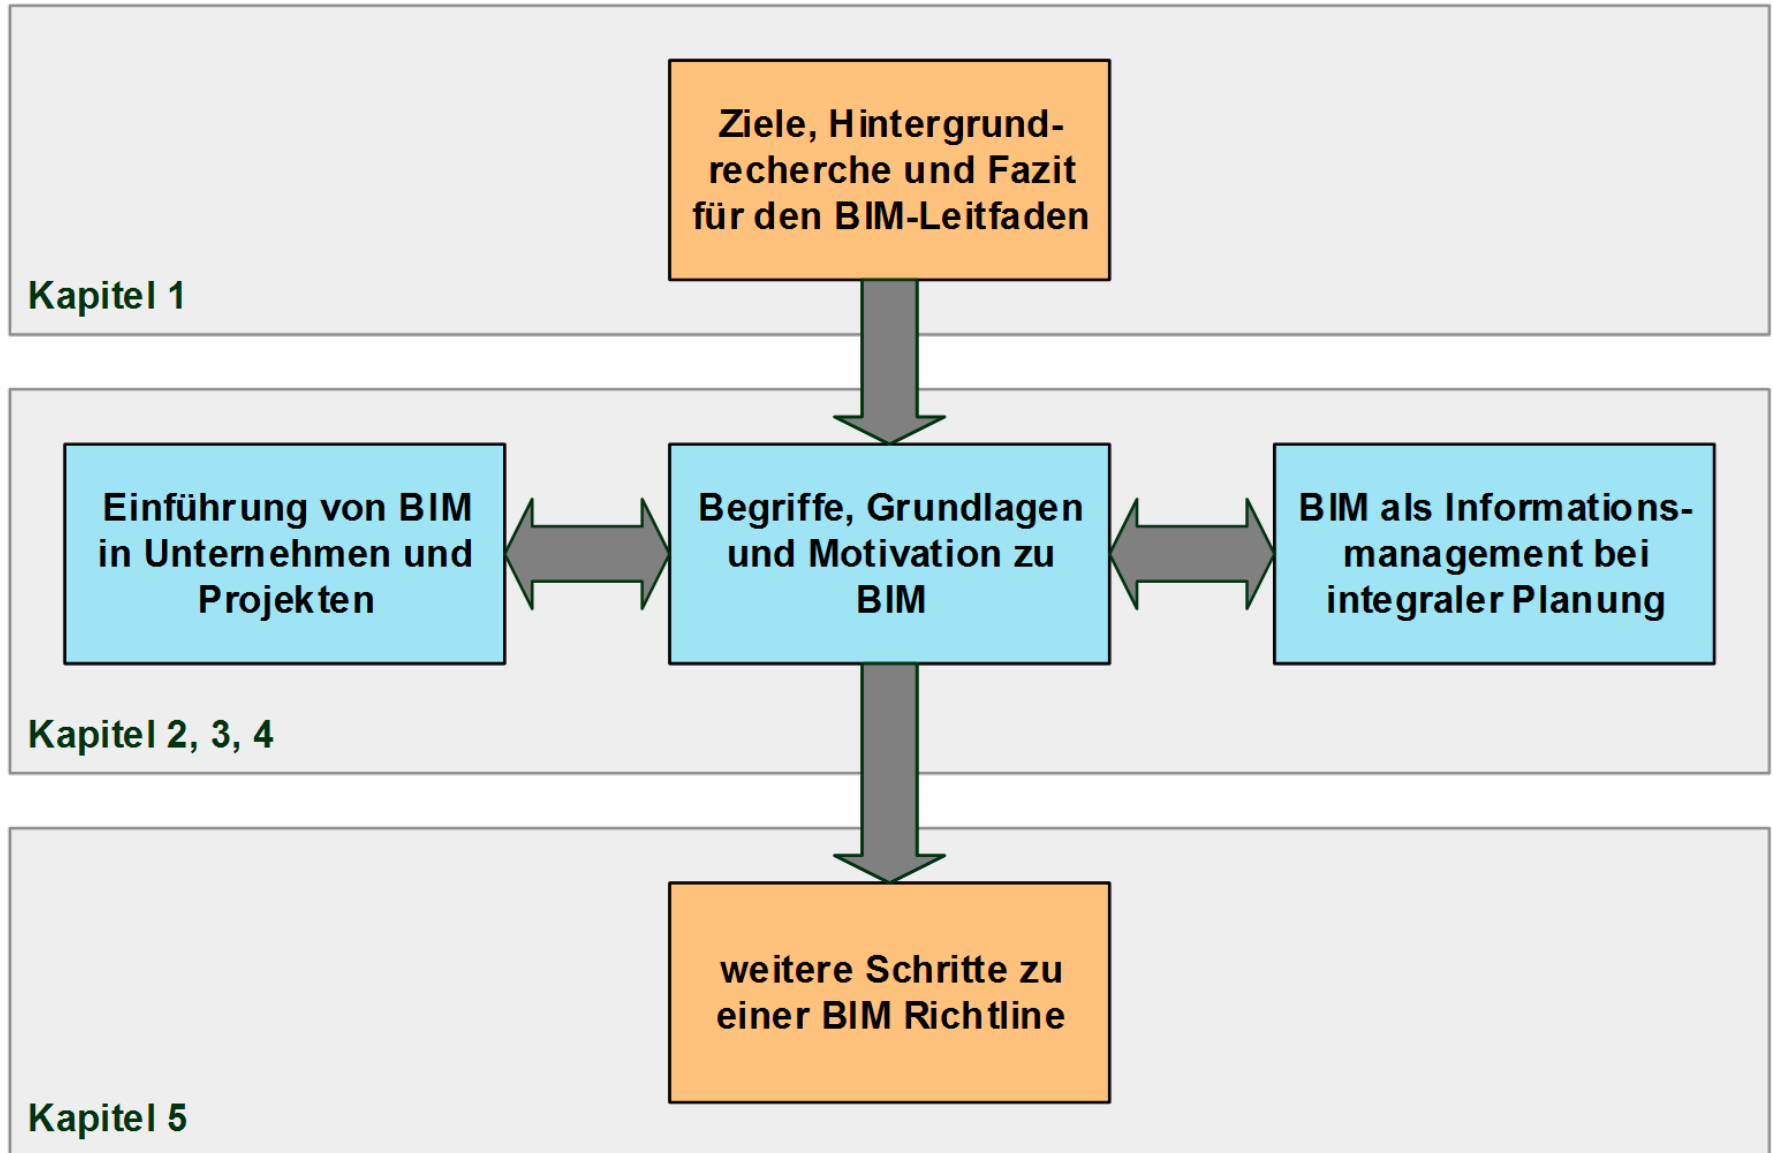 Ziele, Hintergrund-
recherche und Fazit
für den BIM-Leitfaden
Kapitel 1
Einführung von BIM
in Unternehmen und
Projekten
Begriffe, Grundlagen
und Motivation zu
BIM
BIM als Informations-
management bei
integraler Planung
Kapitel 2, 3, 4
weitere Schritte zu
einer BIM Richtline
Kapitel 5